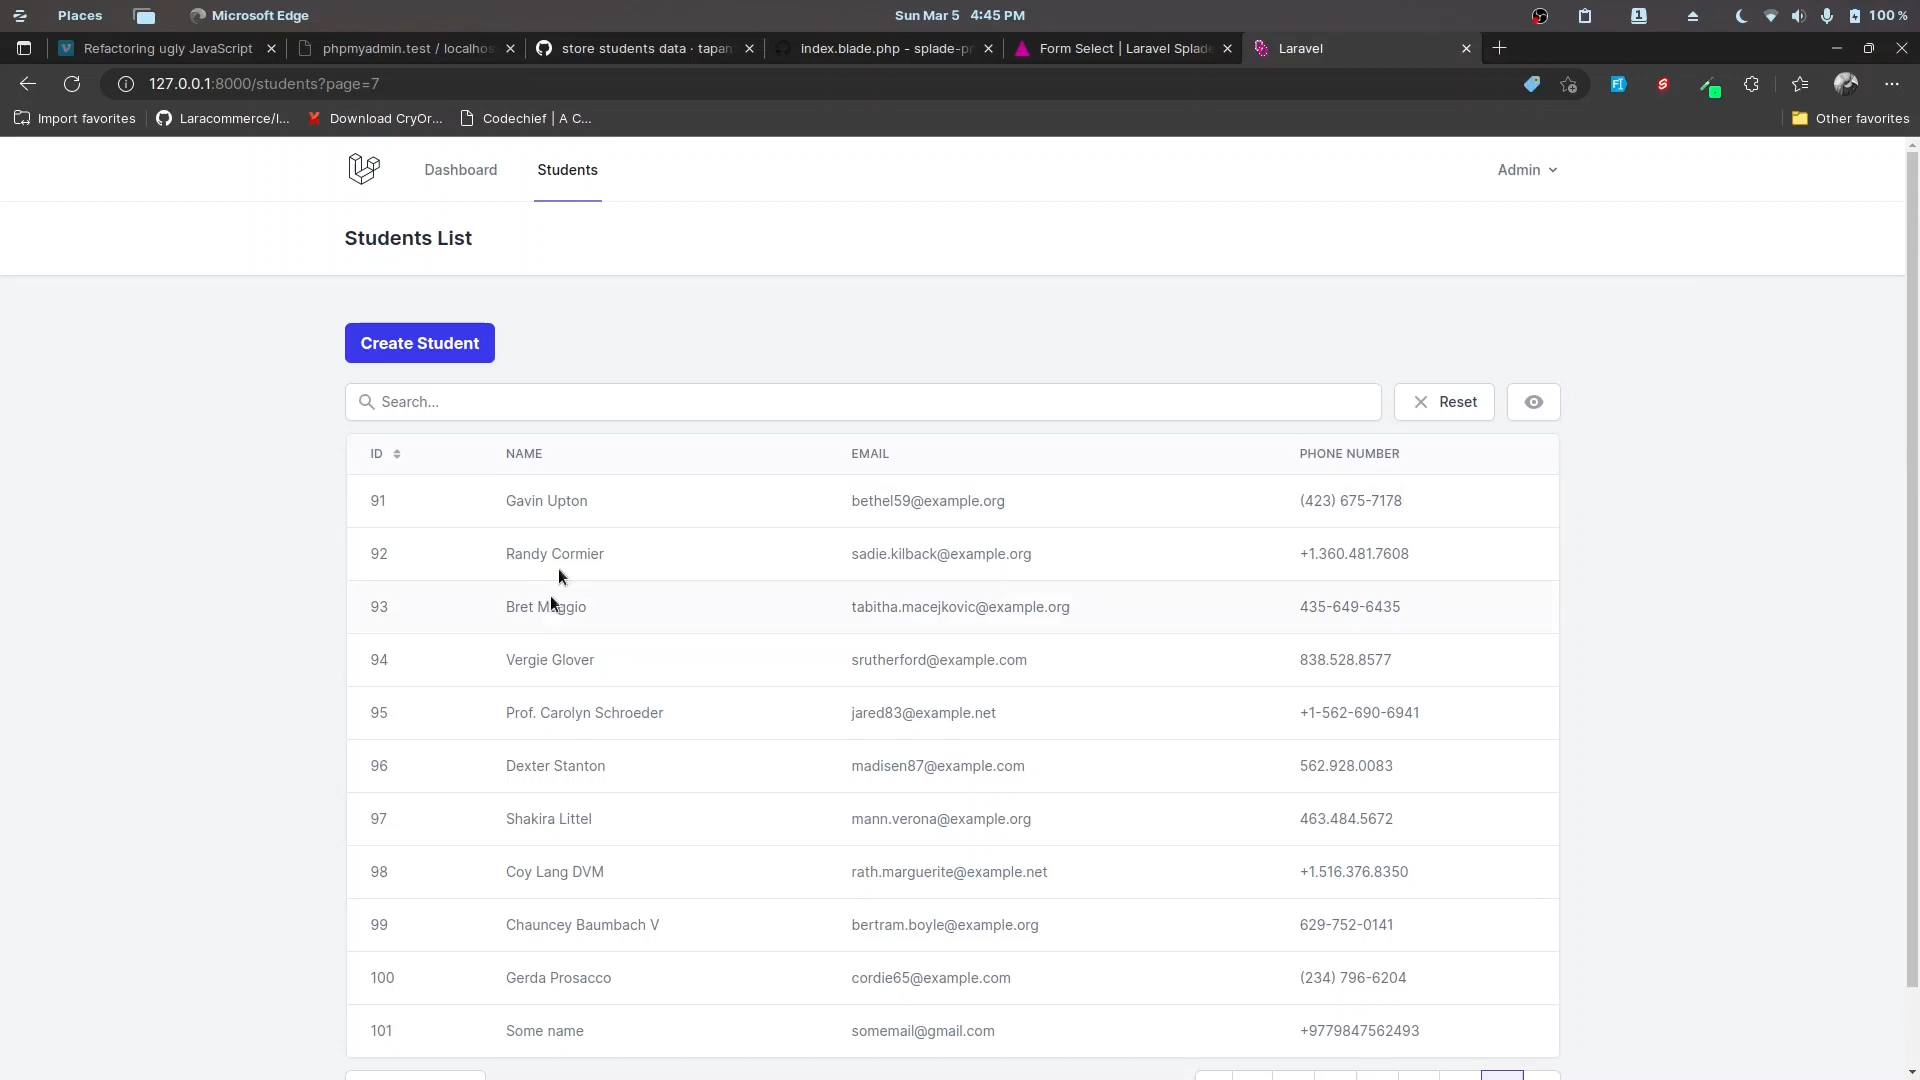 Places
Microsoft Edge
Sun Mar 5 4:45 PM
1
100 %
Refactoring ugly JavaScript
phpmyadmin.test / localhos
store students data · tapan
index.blade.php - splade-pr
Form Select | Laravel Splade
Laravel
127.0.0.1:8000/students?page=7
Import favorites
Laracommerce/l...
Download CryOr...
Codechief | A C...
Other favorites
Dashboard
Students
Admin
Students List
Create Student
Search...
Reset
ID NAME EMAIL PHONE NUMBER
91 Gavin Upton bethel59@example.org (423) 675-7178
92 Randy Cormier sadie.kilback@example.org +1.360.481.7608
93 Bret Maggio tabitha.macejkovic@example.org 435-649-6435
94 Vergie Glover srutherford@example.com 838.528.8577
95 Prof. Carolyn Schroeder jared83@example.net +1-562-690-6941
96 Dexter Stanton madisen87@example.com 562.928.0083
97 Shakira Littel mann.verona@example.org 463.484.5672
98 Coy Lang DVM rath.marguerite@example.net +1.516.376.8350
99 Chauncey Baumbach V bertram.boyle@example.org 629-752-0141
100 Gerda Prosacco cordie65@example.com (234) 796-6204
101 Some name somemail@gmail.com +9779847562493